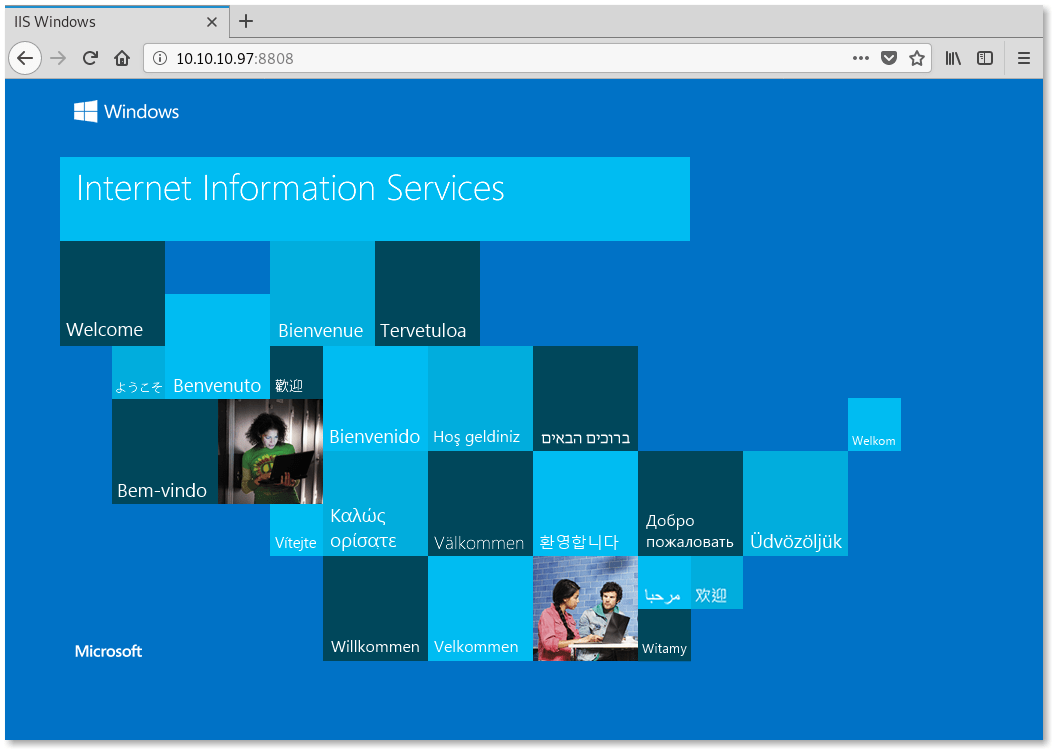 IIS Windows
10.10.10.97:8808
Windows
Internet Information Services
Welcome
Bienvenue
Tervetuloa
ようこそ
Benvenuto
歡迎
Bienvenido
Hoş geldiniz
ברוכים הבאים
Welkom
Bem-vindo
Vítejte
Καλώς
ορίσατε
Välkommen
환영합니다
Добро
пожаловать
Üdvözöljük
مرحبا
欢迎
Microsoft
Willkommen
Velkommen
Witamy